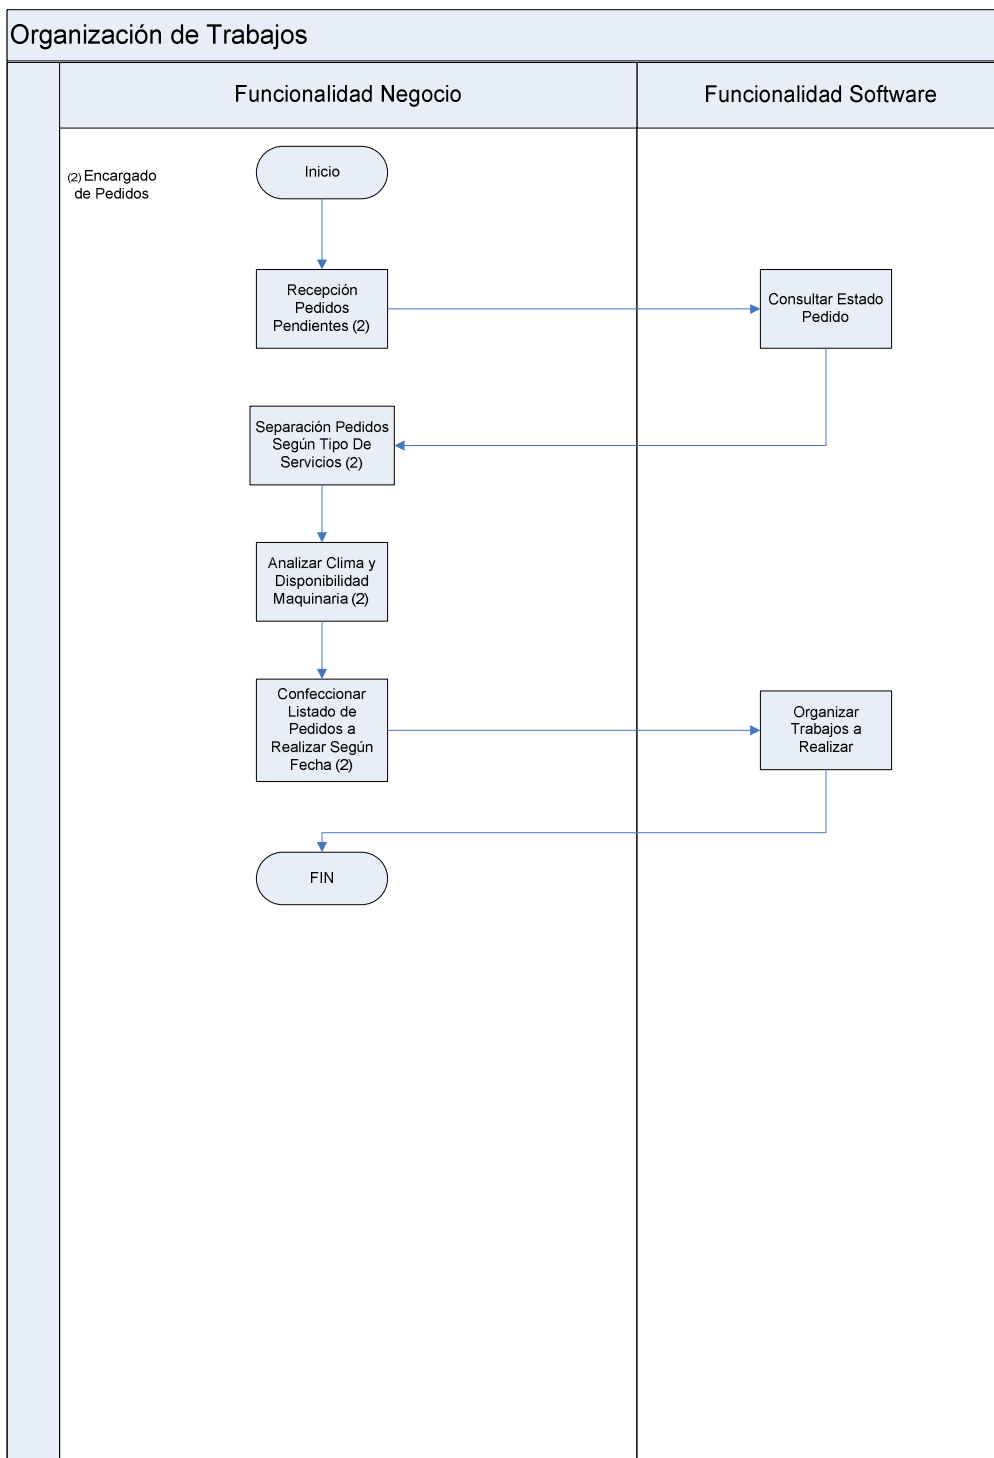 Organización de Trabajos
Funcionalidad Negocio
Funcionalidad Software
(2) Encargado
de Pedidos
Inicio
Recepción
Pedidos
Pendientes (2)
Consultar Estado
Pedido
Separación Pedidos
Según Tipo De
Servicios (2)
Analizar Clima y
Disponibilidad
Maquinaria (2)
Confeccionar
Listado de
Pedidos a
Realizar Según
Fecha (2)
Organizar
Trabajos a
Realizar
FIN